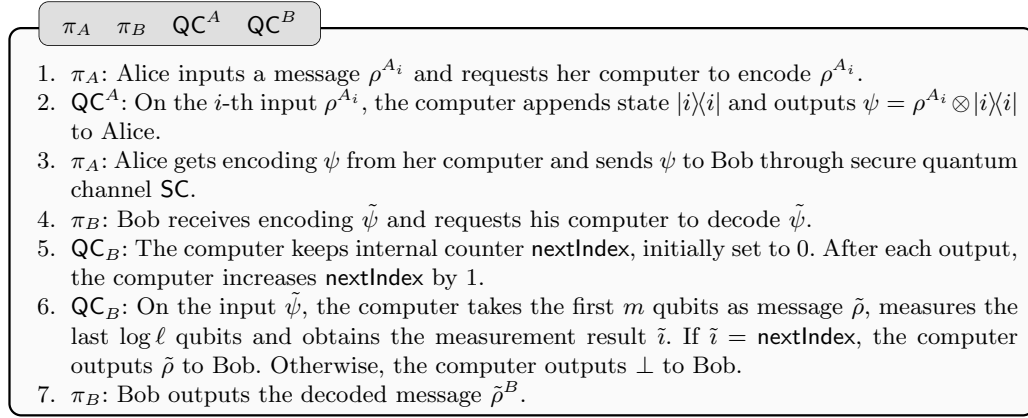 π_A π_B QC^A QC^B
1. π_A: Alice inputs a message ρ^{A_i} and requests her computer to encode ρ^{A_i}.
2. QC^A: On the i-th input ρ^{A_i}, the computer appends state |i⟩⟨i| and outputs ψ = ρ^{A_i} ⊗ |i⟩⟨i|
to Alice.
3. π_A: Alice gets encoding ψ from her computer and sends ψ to Bob through secure quantum
channel SC.
4. π_B: Bob receives encoding ψ̃ and requests his computer to decode ψ̃.
5. QC_B: The computer keeps internal counter nextIndex, initially set to 0. After each output,
the computer increases nextIndex by 1.
6. QC_B: On the input ψ̃, the computer takes the first m qubits as message ρ̃, measures the
last log ℓ qubits and obtains the measurement result ĩ. If ĩ = nextIndex, the computer
outputs ρ̃ to Bob. Otherwise, the computer outputs ⊥ to Bob.
7. π_B: Bob outputs the decoded message ρ̃^B.